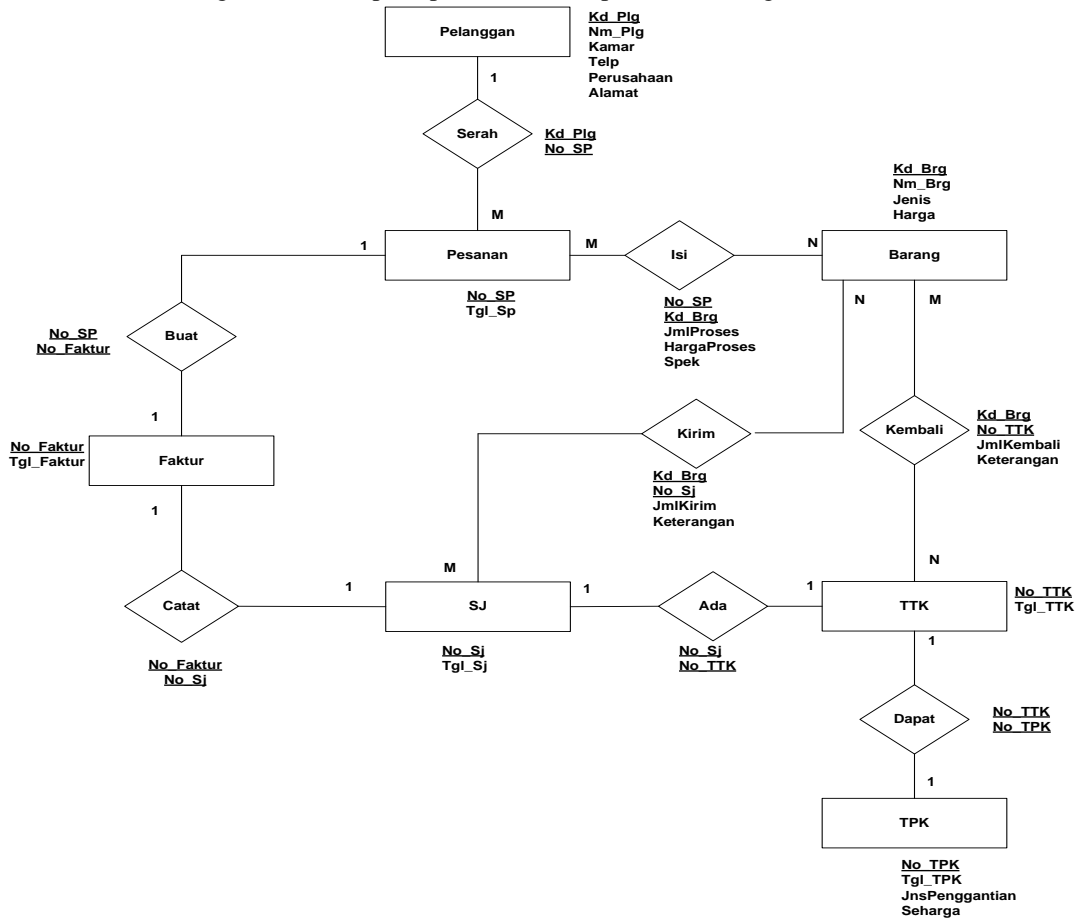 Pelanggan
Kd_Plg
Nm_Plg
Kamar
Telp
Perusahaan
Alamat
1
Serah
Kd_Plg
No_SP
M
Kd_Brg
Nm_Brg
Jenis
Harga
1
Pesanan
M
Isi
N
Barang
No_SP
Tgl_Sp
No_SP
Kd_Brg
JmlProses
HargaProses
Spek
N
M
No_SP
No_Faktur
Buat
1
No_Faktur
Tgl_Faktur
Faktur
1
Kirim
Kd_Brg
No_Sj
JmlKirim
Keterangan
Kembali
Kd_Brg
No_TTK
JmlKembali
Keterangan
M
N
Catat
1
SJ
1
Ada
1
TTK
No_TTK
Tgl_TTK
No_Faktur
No_Sj
No_Sj
Tgl_Sj
No_Sj
No_TTK
1
Dapat
No_TTK
No_TPK
1
TPK
No_TPK
Tgl_TPK
JnsPenggantian
Seharga